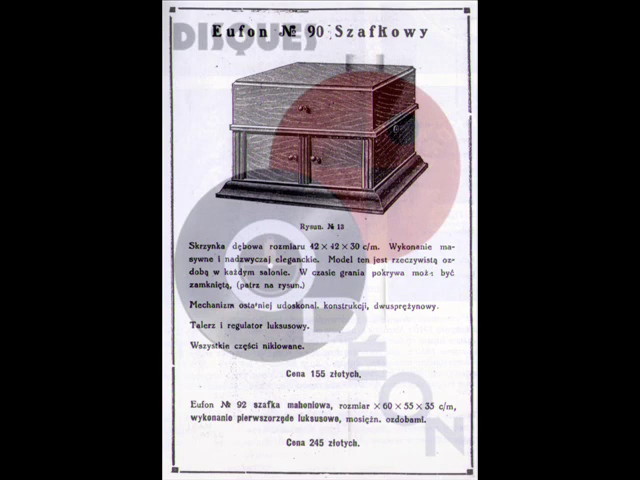 DISQUES
Eufon № 90 Szafkowy
Rysun. № 13
Skrzynka dębowa rozmiaru 42 × 42 × 30 c/m. Wykonanie ma-
sywne i nadzwyczaj eleganckie. Model ten jest rzeczywistą oz-
dobą w każdym salonie. W czasie grania pokrywa może być
zamkniętą, (patrz na rysun.)
Mechanizm ostatniej udoskonal. konstrukcji, dwusprężynowy.
Talerz i regulator luksusowy.
Wszystkie części niklowane.
Cena 155 złotych.
Eufon № 92 szafka mahoniowa, rozmiar × 60 × 55 × 35 c/m,
wykonanie pierwszorzęde luksusowe, mosiężn. ozdobami.
Cena 245 złotych.
ODÉON